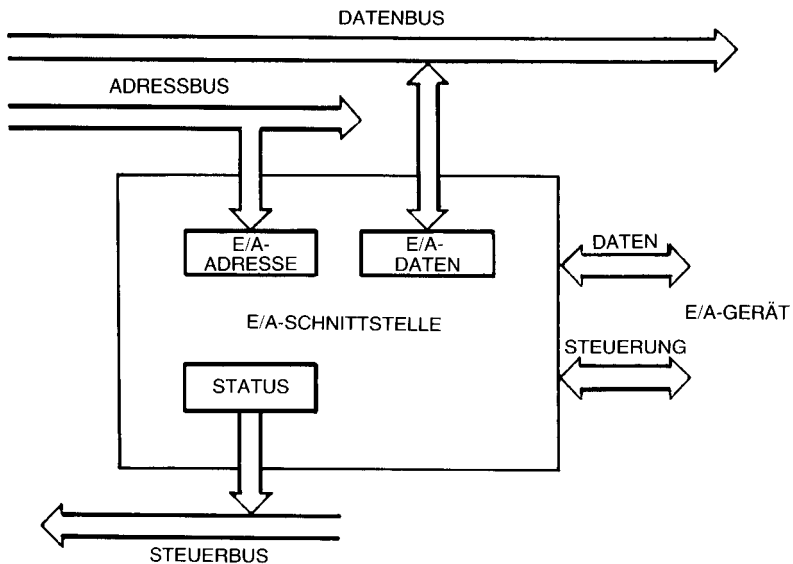 DATENBUS
ADRESSBUS
E/A-
ADRESSE
E/A-
DATEN
DATEN
E/A-SCHNITTSTELLE
E/A-GERÄT
STEUERUNG
STATUS
STEUERBUS